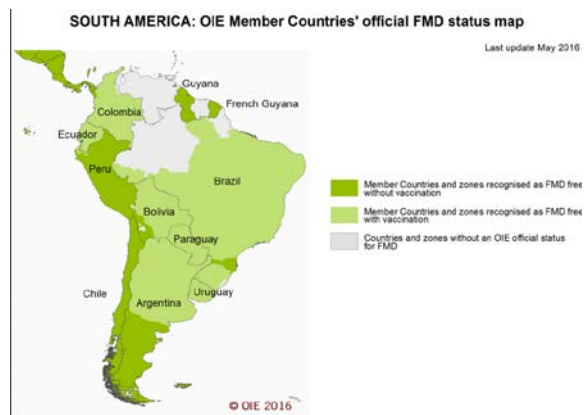 SOUTH AMERICA: OIE Member Countries' official FMD status map
Last update May 2016
Guyana
French Guyana
Colombia
Ecuador
Peru
Brazil
Bolivia
Paraguay
Chile
Uruguay
Argentina
Member Countries and zones recognised as FMD free
without vaccination
Member Countries and zones recognised as FMD free
with vaccination
Countries and zones without an OIE official status
for FMD
© OIE 2016